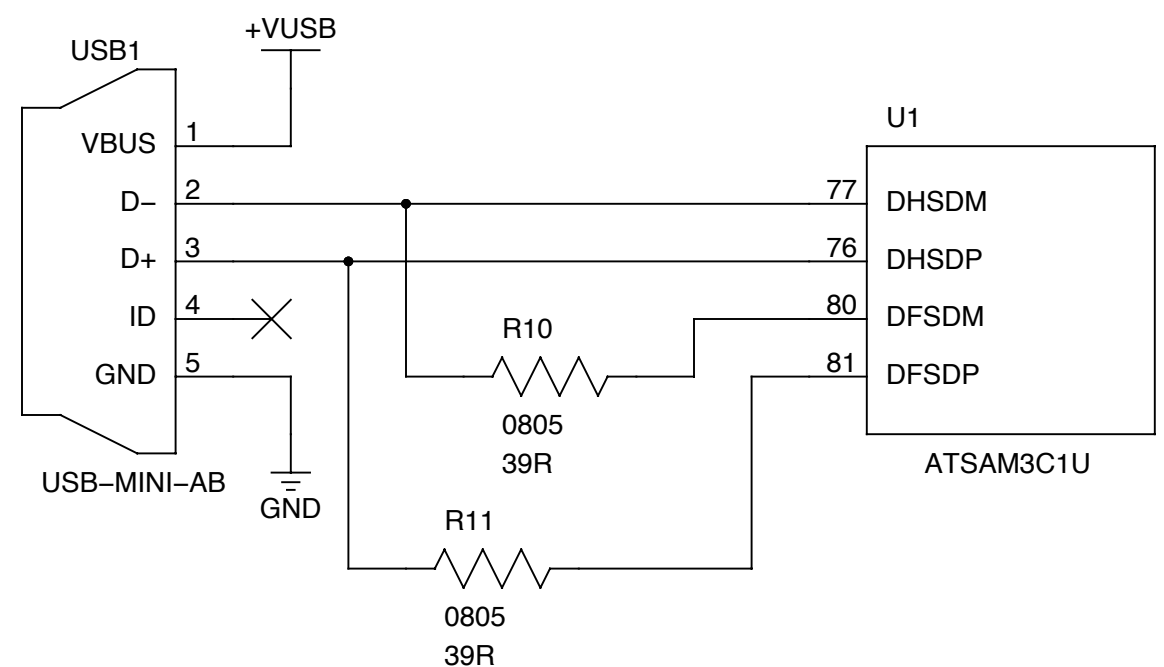 +VUSB
USB1
U1
VBUS 1
D− 2 77 DHSDM
D+ 3 76 DHSDP
ID 4 80 DFSDM
R10
GND 5 81 DFSDP
0805
39R
ATSAM3C1U
USB−MINI−AB
GND
R11
0805
39R